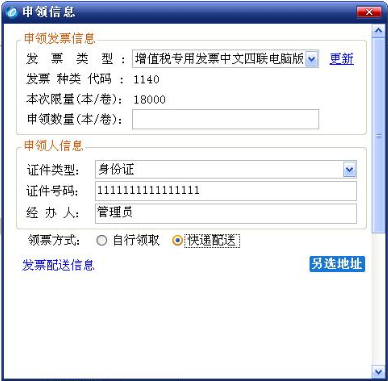 申领信息
申领发票信息
发 票 类 型：增值税专用发票中文四联电脑版 更新
发票 种类 代码：1140
本次限量(本/卷)：18000
申领数量(本/卷)：
申领人信息
证件类型：身份证
证件号码：1111111111111111
经 办 人：管理员
领票方式： 自行领取 快递配送
发票配送信息 另选地址